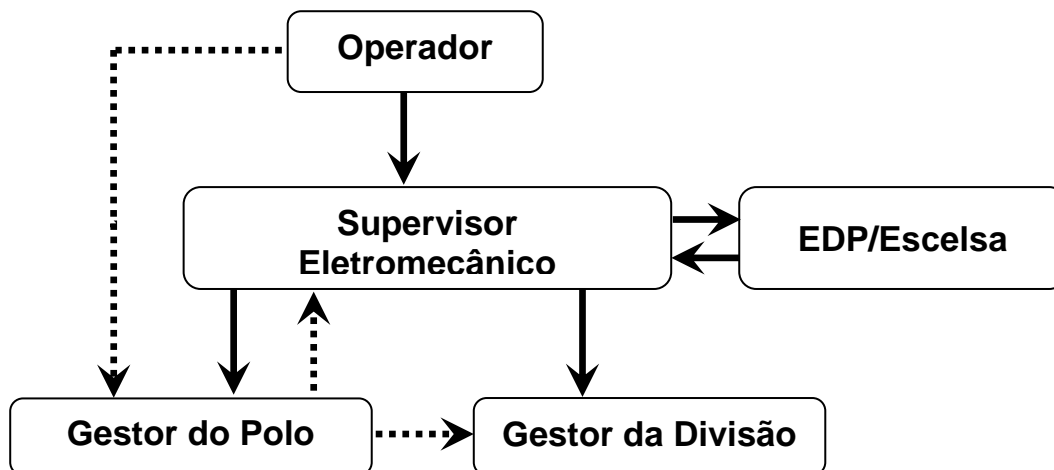 Operador
Supervisor
Eletromecânico
EDP/Escelsa
Gestor do Polo
Gestor da Divisão